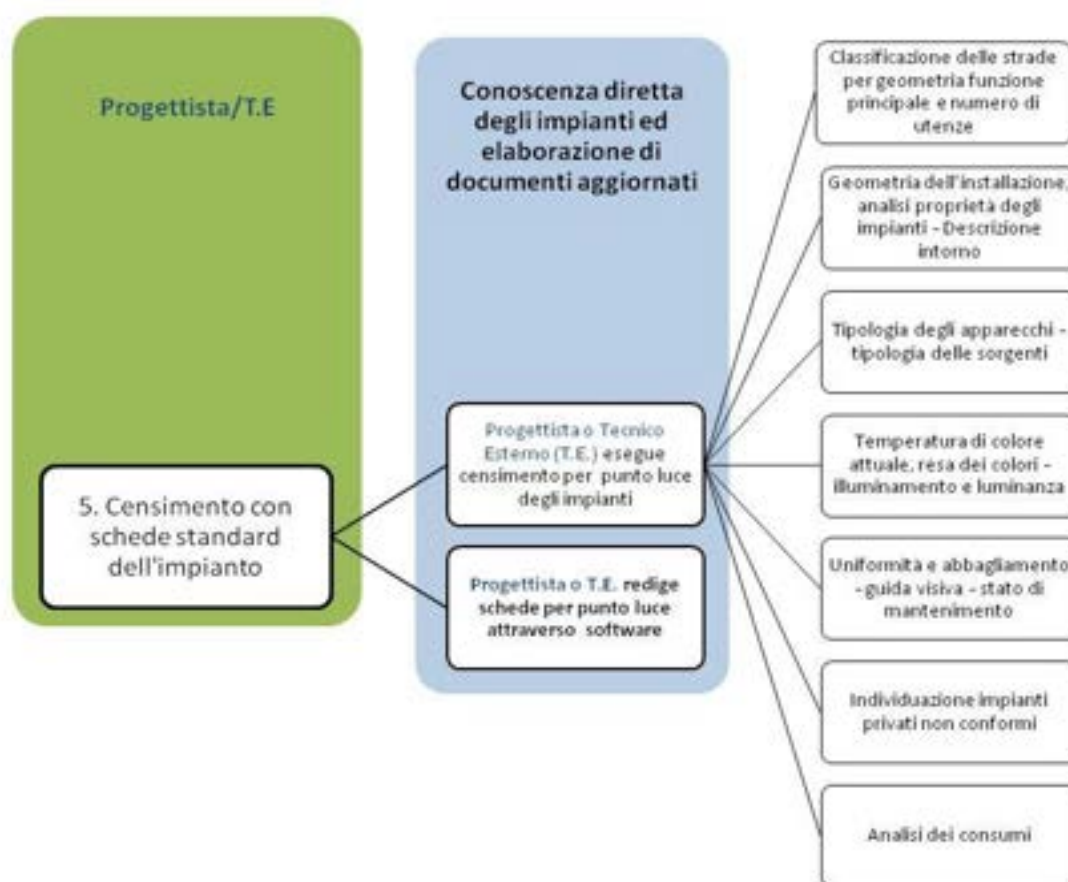 Progettista/T.E
5. Censimento con
schede standard
dell'impianto
Conoscenza diretta
degli impianti ed
elaborazione di
documenti aggiornati
Progettista o Tecnico
Esterno (T.E.) esegue
censimento per punto luce
degli impianti
Progettista o T.E. redige
schede per punto luce
attraverso software
Classificazione delle strade
per geometria funzione
principale e numero di
utenze
Geometria dell'installazione,
analisi proprietà degli
impianti - Descrizione
intorno
Tipologia degli apparecchi -
tipologia delle sorgenti
Temperatura di colore
attuale, resa dei colori -
illuminamento e luminanza
Uniformità e abbagliamento
- guida visiva - stato di
mantenimento
Individuazione impianti
privati non conformi
Analisi dei consumi